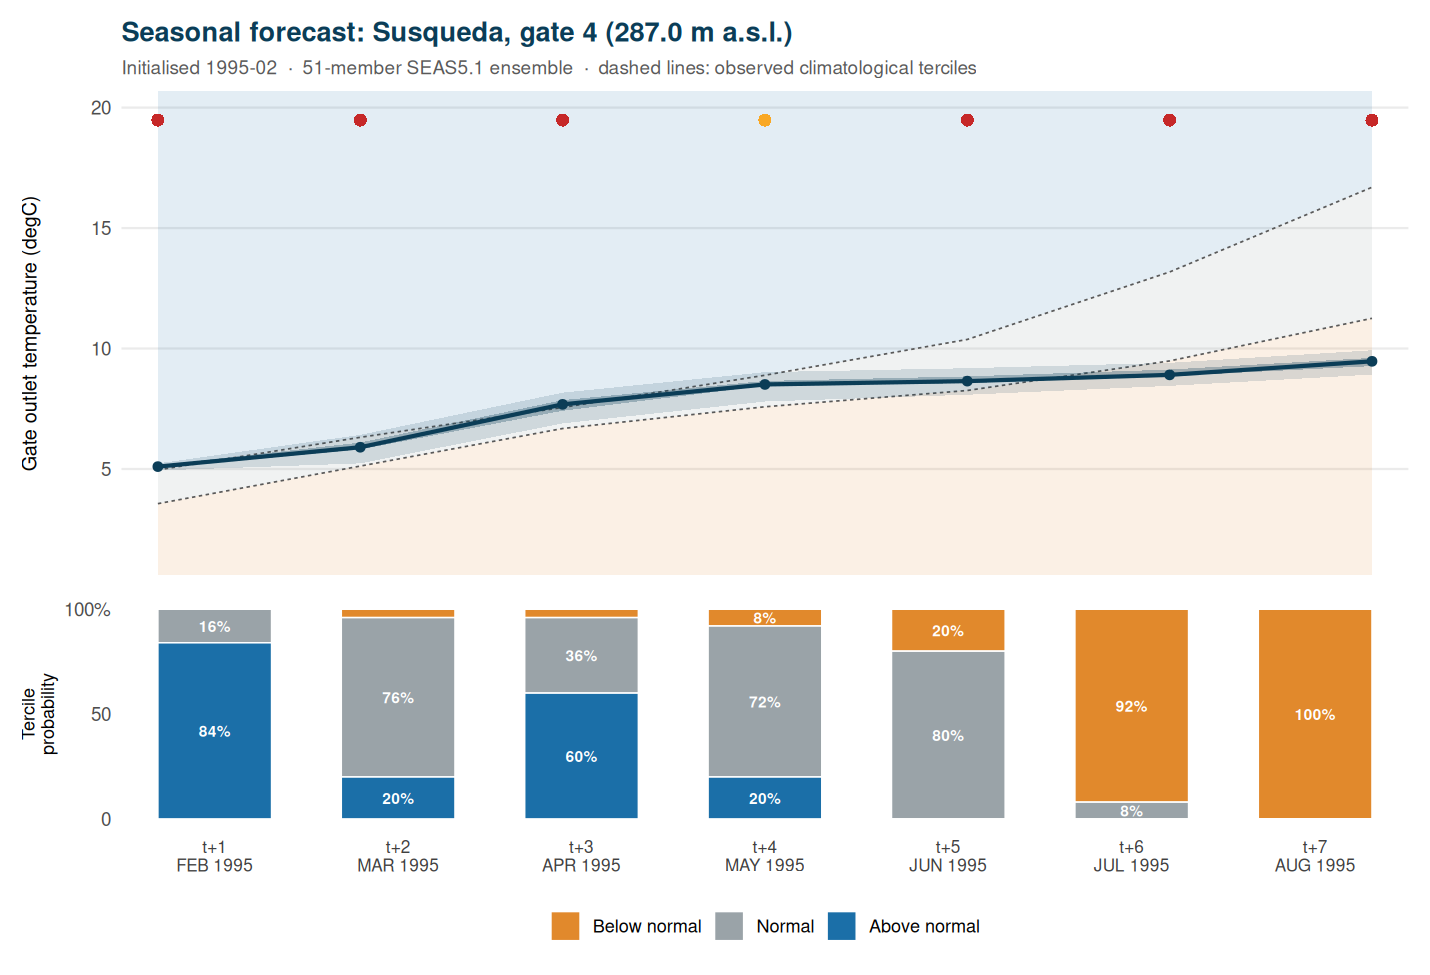 Seasonal forecast: Susqueda, gate 4 (287.0 m a.s.l.)
Initialised 1995-02 · 51-member SEAS5.1 ensemble · dashed lines: observed climatological terciles
Gate outlet temperature (degC)
20
15
10
5
Tercile
probability
100%
50
0
16%
84%
76%
20%
36%
60%
8%
72%
20%
20%
80%
92%
8%
100%
t+1
FEB 1995
t+2
MAR 1995
t+3
APR 1995
t+4
MAY 1995
t+5
JUN 1995
t+6
JUL 1995
t+7
AUG 1995
Below normal
Normal
Above normal